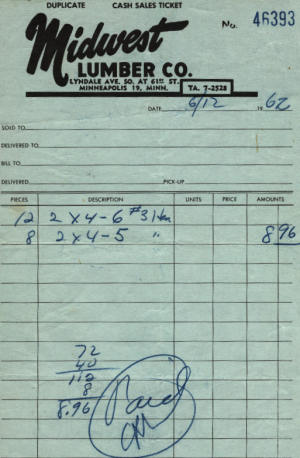 DUPLICATE CASH SALES TICKET
No. 46393
Midwest
LUMBER CO.
LYNDALE AVE. SO. AT 61ST ST.
MINNEAPOLIS 19, MINN.
TA. 7-2528
DATE 6/12 19 62
SOLD TO
DELIVERED TO
BILL TO
DELIVERED PICK-UP
PIECES DESCRIPTION UNITS PRICE AMOUNTS
12 2x4-6 #3 Hem
8 2x4-5 " 8 96
72
40
112
8
8.96
Paid